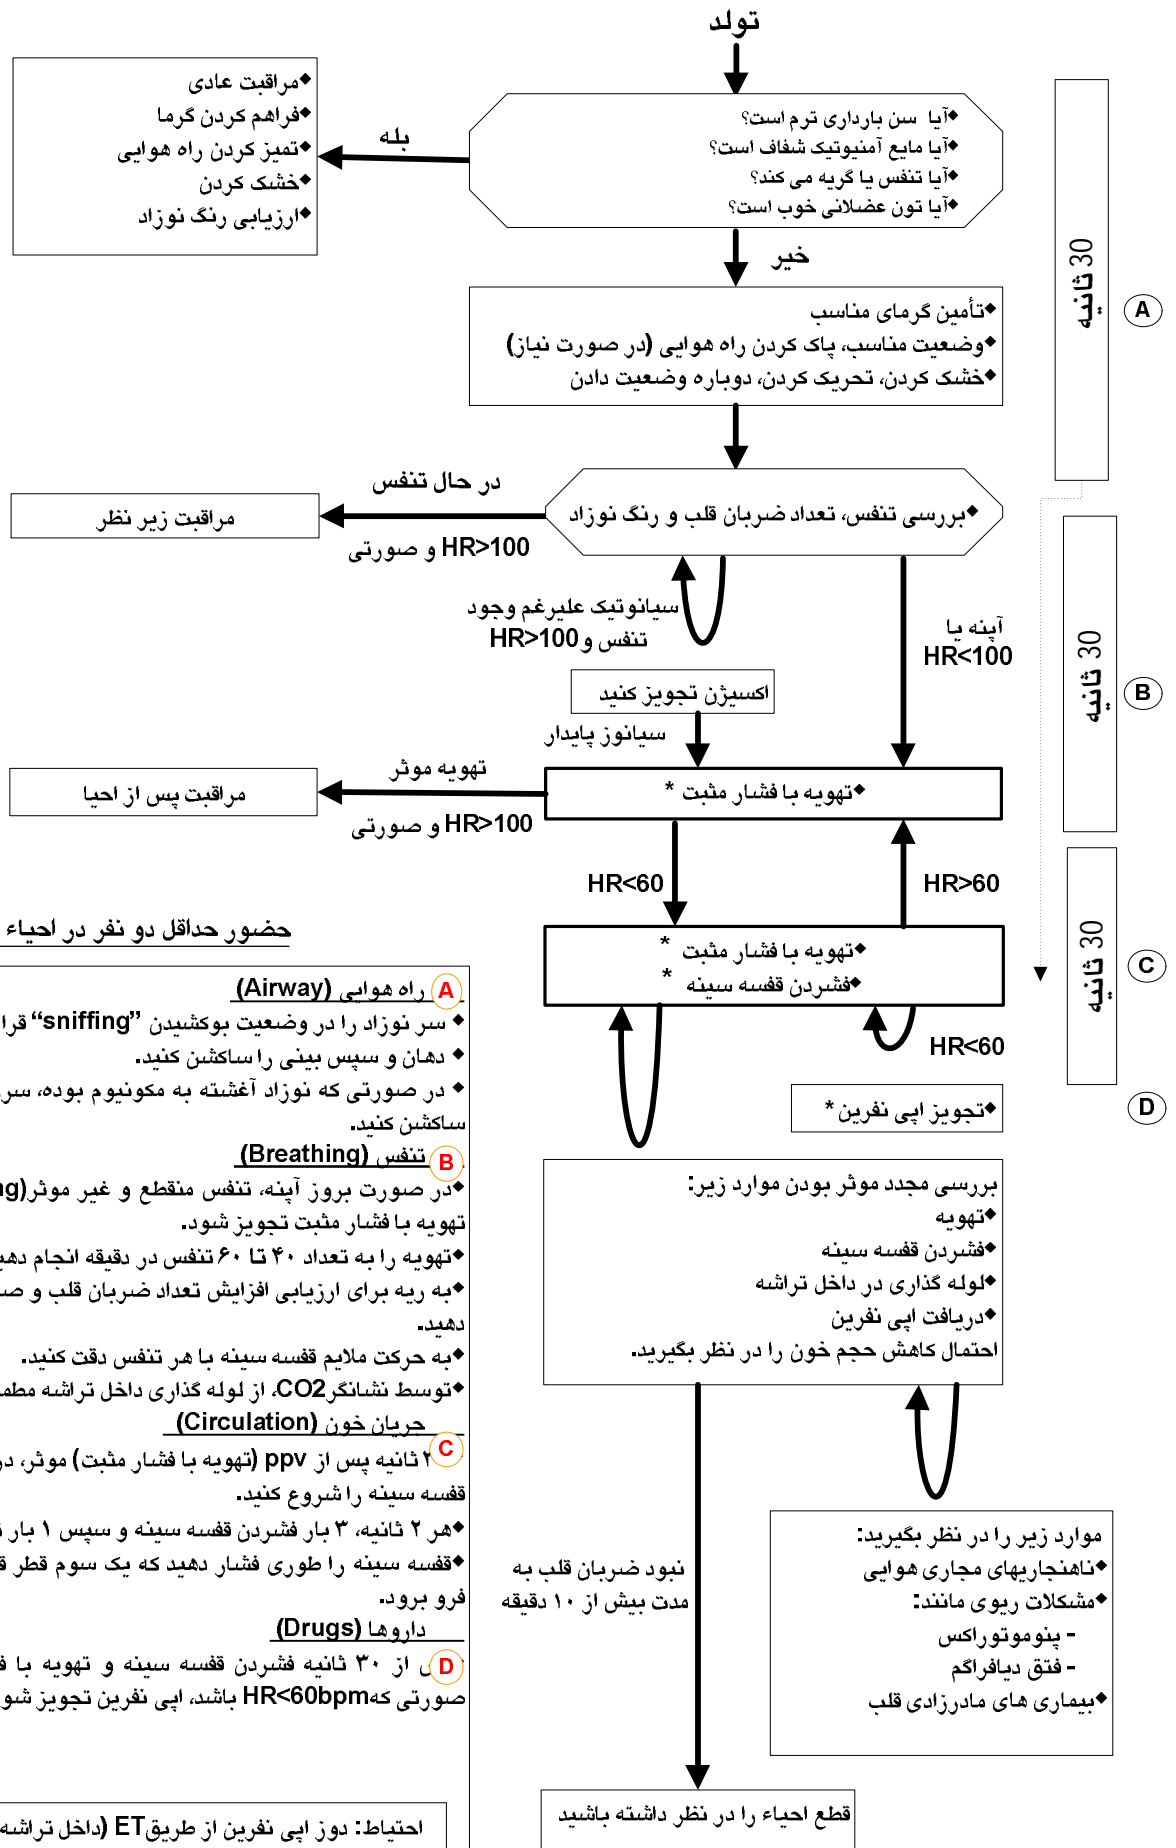 تولد
◆آیا سن بارداری ترم است؟
◆آیا مایع آمنیوتیک شفاف است؟
◆آیا تنفس یا گریه می کند؟
◆آیا تون عضلانی خوب است؟
بله
◆مراقبت عادی
◆فراهم کردن گرما
◆تمیز کردن راه هوایی
◆خشک کردن
◆ارزیابی رنگ نوزاد
خیر
30 ثانیه
A
◆تأمین گرمای مناسب
◆وضعیت مناسب، پاک کردن راه هوایی (در صورت نیاز)
◆خشک کردن، تحریک کردن، دوباره وضعیت دادن
◆بررسی تنفس، تعداد ضربان قلب و رنگ نوزاد
در حال تنفس
HR>100 و صورتی
مراقبت زیر نظر
سیانوتیک علیرغم وجود
تنفس و HR>100
آپنه یا
HR<100
30 ثانیه
B
اکسیژن تجویز کنید
سیانوز پایدار
◆تهویه با فشار مثبت *
تهویه موثر
HR>100 و صورتی
مراقبت پس از احیا
HR<60
HR>60
30 ثانیه
C
◆تهویه با فشار مثبت *
◆فشردن قفسه سینه *
HR<60
D
◆تجویز اپی نفرین *
بررسی مجدد موثر بودن موارد زیر:
◆تهویه
◆فشردن قفسه سینه
◆لوله گذاری در داخل تراشه
◆دریافت اپی نفرین
احتمال کاهش حجم خون را در نظر بگیرید.
نبود ضربان قلب به
مدت بیش از ۱۰ دقیقه
موارد زیر را در نظر بگیرید:
◆ناهنجاریهای مجاری هوایی
◆مشکلات ریوی مانند:
- پنوموتوراکس
- فتق دیافراگم
◆بیماری های مادرزادی قلب
قطع احیاء را در نظر داشته باشید
حضور حداقل دو نفر در احیاء
A راه هوایی (Airway)
◆ سر نوزاد را در وضعیت بوکشیدن “sniffing”
◆ دهان و سپس بینی را ساکشن کنید.
◆ در صورتی که نوزاد آغشته به مکونیوم بوده،
ساکشن کنید.
B تنفس (Breathing)
◆در صورت بروز آپنه، تنفس منقطع و غیر موثر
تهویه با فشار مثبت تجویز شود.
◆تهویه را به تعداد ۴۰ تا ۶۰ تنفس در دقیقه انجام
◆به ریه برای ارزیابی افزایش تعداد ضربان قلب و
دهید.
◆به حرکت ملایم قفسه سینه با هر تنفس دقت کنید.
◆توسط نشانگر CO2، از لوله گذاری داخل تراشه
جریان خون (Circulation)
C ثانیه پس از ppv (تهویه با فشار مثبت) موثر،
قفسه سینه را شروع کنید.
◆هر ۲ ثانیه، ۳ بار فشردن قفسه سینه و سپس ۱ بار
◆قفسه سینه را طوری فشار دهید که یک سوم قطر
فرو برود.
داروها (Drugs)
D از ۳۰ ثانیه فشردن قفسه سینه و تهویه با
صورتی که HR<60bpm باشد، اپی نفرین تجویز
احتیاط: دوز اپی نفرین از طریق ET (داخل تراشه